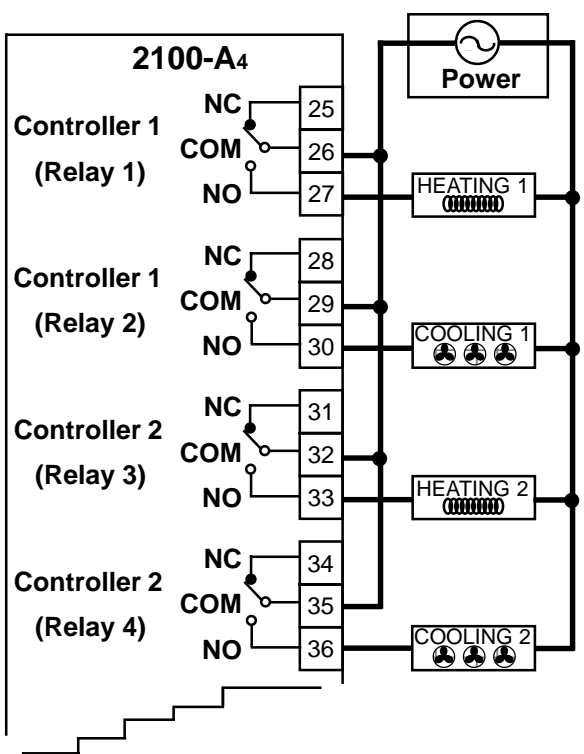 2100-A4
Power
Controller 1
(Relay 1)
NC 25
COM 26
NO 27
HEATING 1
Controller 1
(Relay 2)
NC 28
COM 29
NO 30
COOLING 1
Controller 2
(Relay 3)
NC 31
COM 32
NO 33
HEATING 2
Controller 2
(Relay 4)
NC 34
COM 35
NO 36
COOLING 2